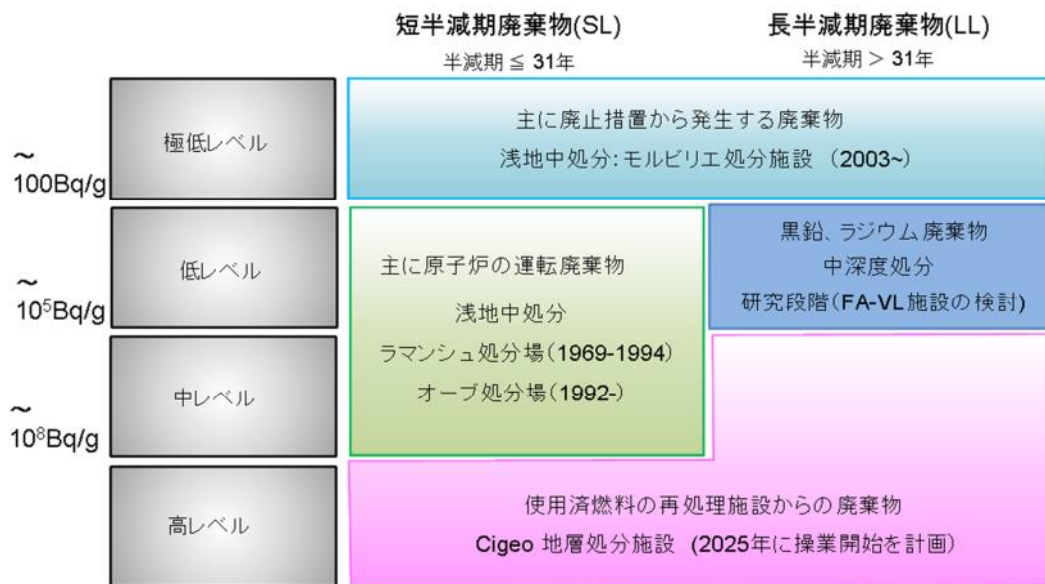 短半減期廃棄物(SL)
半減期 ≦ 31年
長半減期廃棄物(LL)
半減期 > 31年
極低レベル
主に廃止措置から発生する廃棄物
浅地中処分:モルビリエ処分施設 (2003~)
~
100Bq/g
低レベル
主に原子炉の運転廃棄物
浅地中処分
ラマンシュ処分場(1969-1994)
オーブ処分場(1992-)
黒鉛、ラジウム廃棄物
中深度処分
研究段階(FA-VL施設の検討)
~
10⁵Bq/g
中レベル
~
10⁸Bq/g
高レベル
使用済燃料の再処理施設からの廃棄物
Cigeo 地層処分施設 (2025年に操業開始を計画)